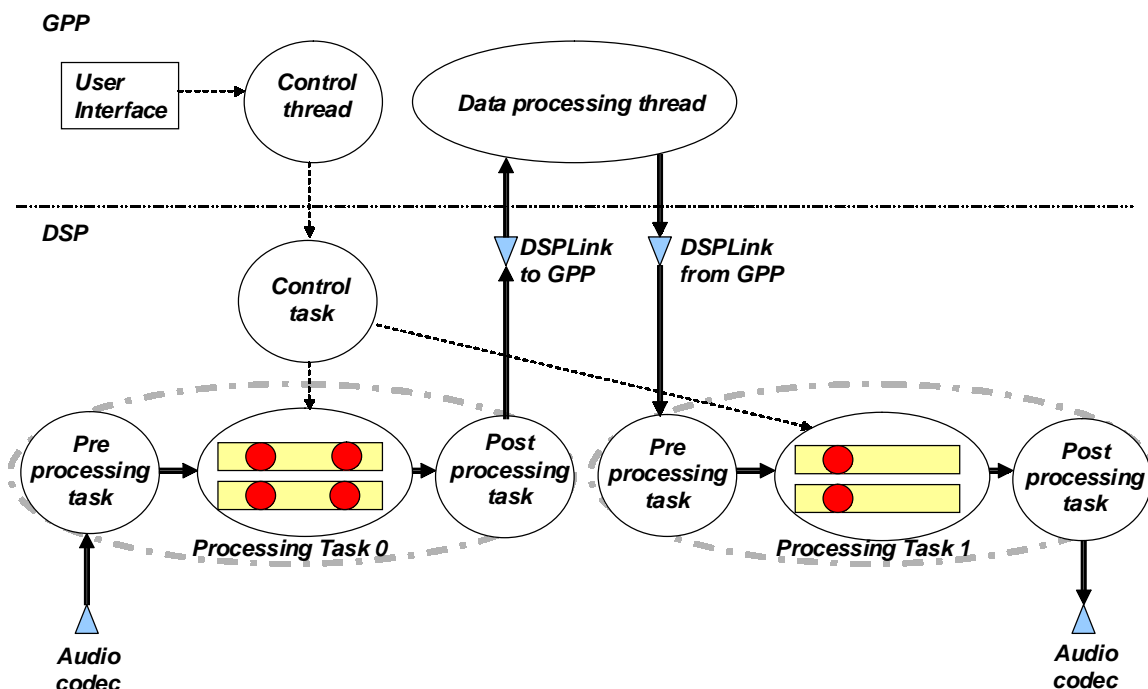 GPP
User
Interface
Control
thread
Data processing thread
DSP
DSPLink
to GPP
DSPLink
from GPP
Control
task
Pre
processing
task
Post
processing
task
Processing Task 0
Pre
processing
task
Post
processing
task
Processing Task 1
Audio
codec
Audio
codec